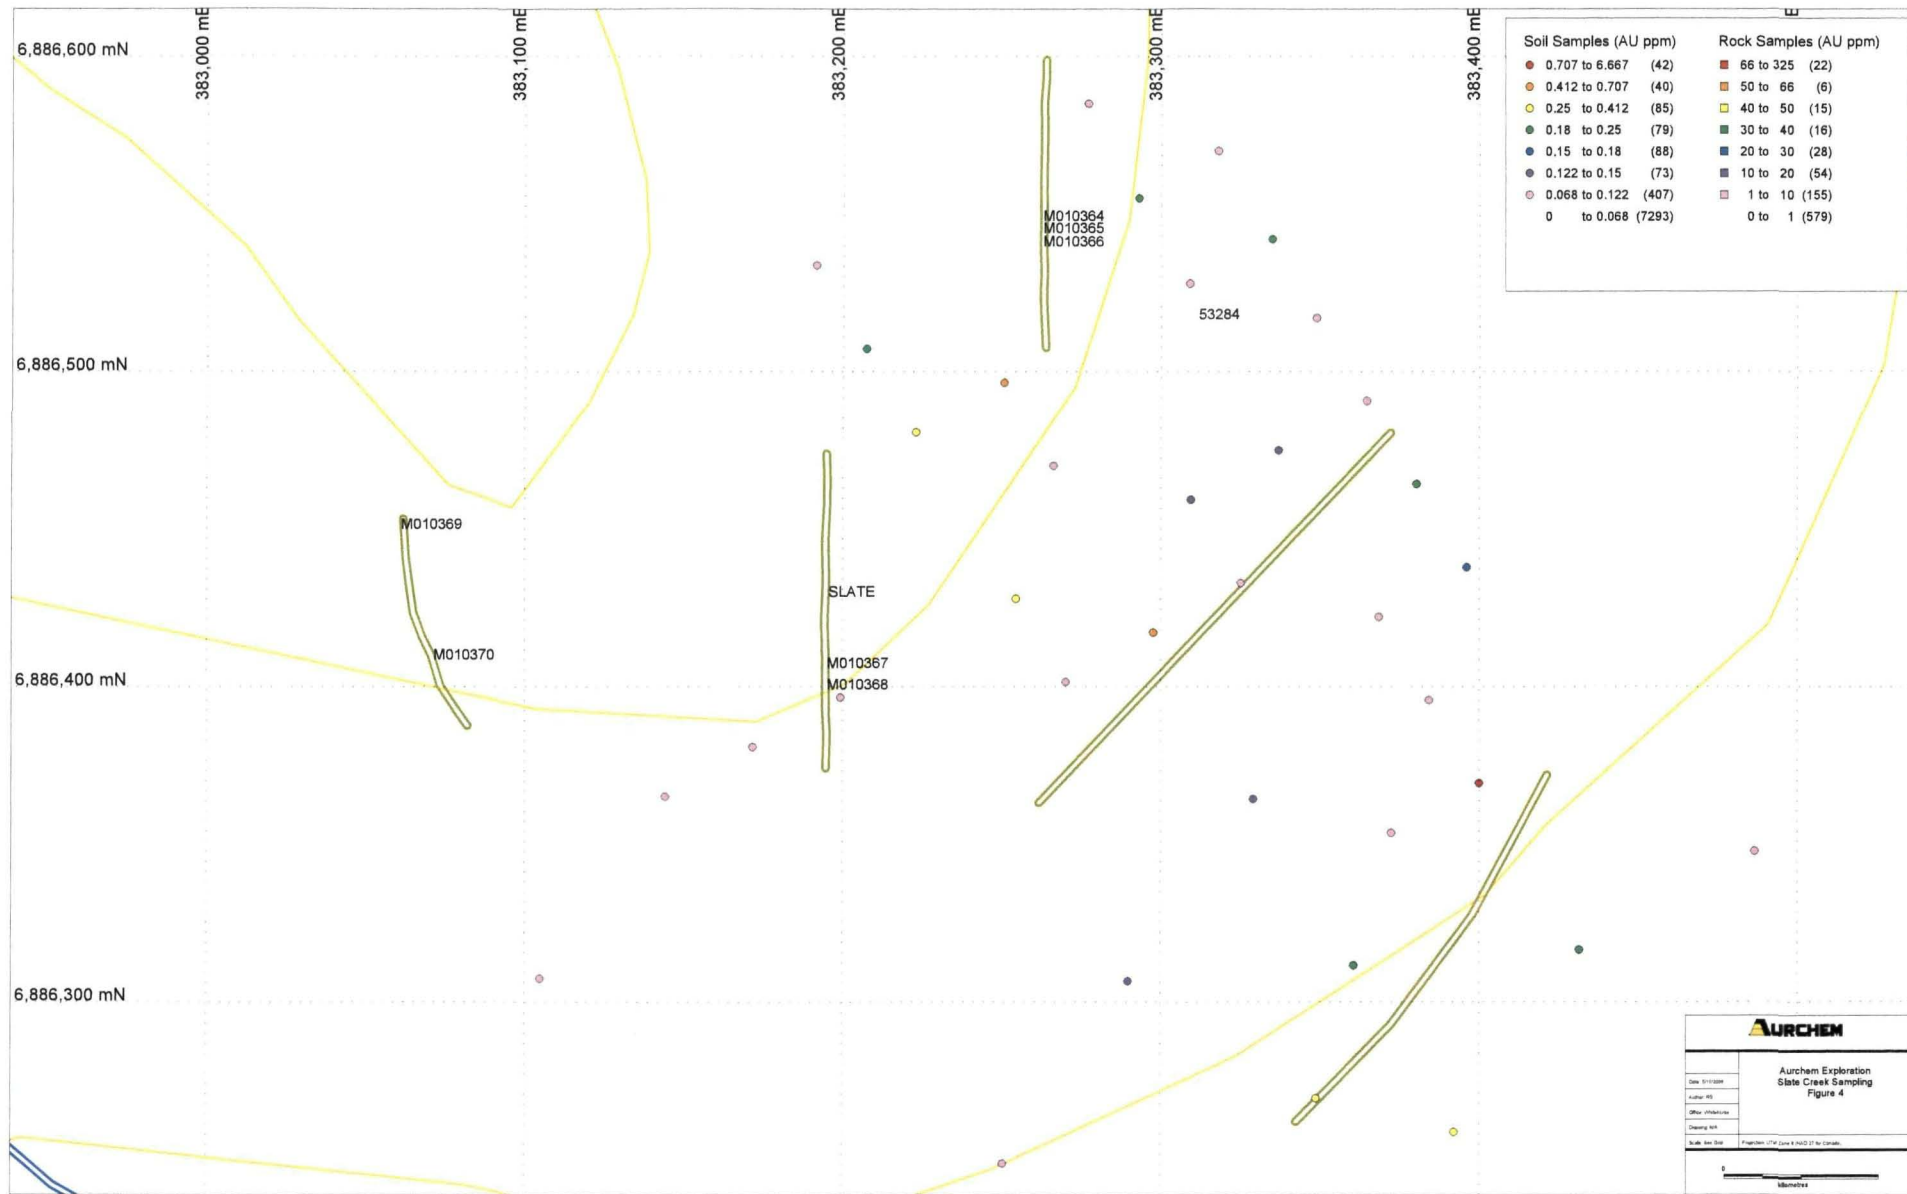 383,000 mE
383,100 mE
383,200 mE
383,300 mE
383,400 mE
E
6,886,600 mN
6,886,500 mN
6,886,400 mN
6,886,300 mN
Soil Samples (AU ppm)
0.707 to 6.667 (42)
0.412 to 0.707 (40)
0.25 to 0.412 (85)
0.18 to 0.25 (79)
0.15 to 0.18 (88)
0.122 to 0.15 (73)
0.068 to 0.122 (407)
0 to 0.068 (7293)
Rock Samples (AU ppm)
66 to 325 (22)
50 to 66 (6)
40 to 50 (15)
30 to 40 (16)
20 to 30 (28)
10 to 20 (54)
1 to 10 (155)
0 to 1 (579)
M010364
M010365
M010366
53284
M010369
SLATE
M010370
M010367
M010368
AURCHEM
Aurchem Exploration
Slate Creek Sampling
Figure 4
Date
Author
Office
Drawing
Scale
0
kilometres